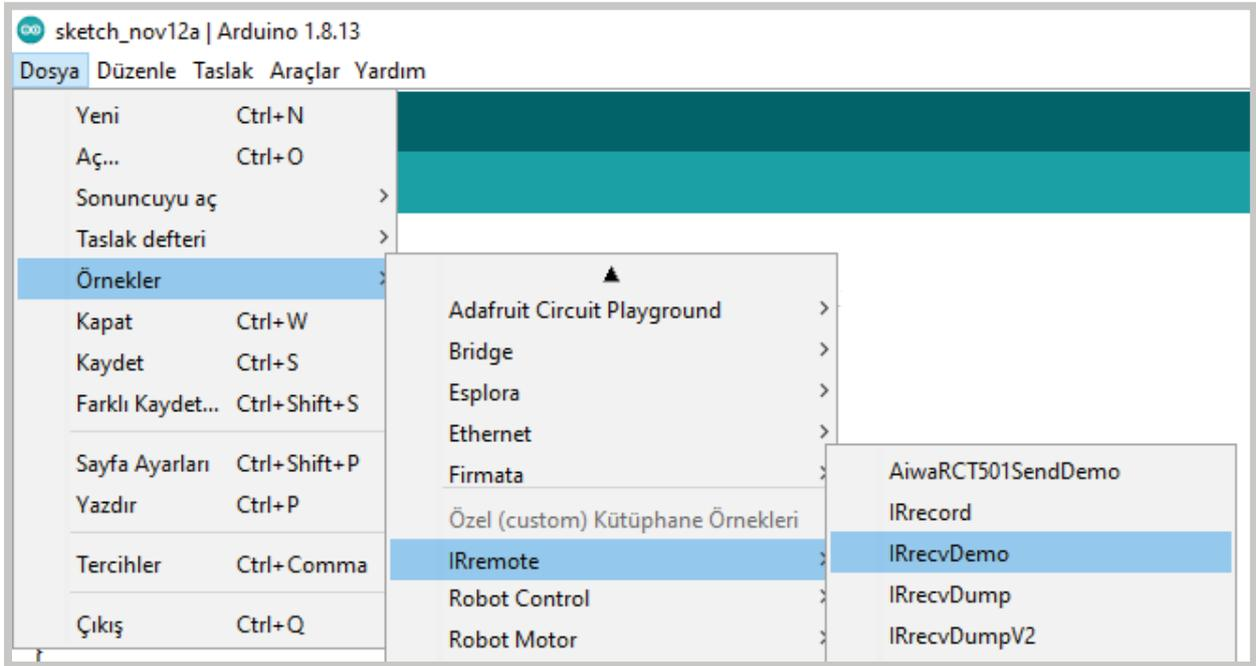 sketch_nov12a | Arduino 1.8.13
Dosya Düzenle Taslak Araçlar Yardım
Yeni Ctrl+N
Aç... Ctrl+O
Sonuncuyu aç
Taslak defteri
Örnekler
Kapat Ctrl+W
Kaydet Ctrl+S
Farklı Kaydet... Ctrl+Shift+S
Sayfa Ayarları Ctrl+Shift+P
Yazdır Ctrl+P
Tercihler Ctrl+Comma
Çıkış Ctrl+Q
Adafruit Circuit Playground
Bridge
Esplora
Ethernet
Firmata
Özel (custom) Kütüphane Örnekleri
IRremote
Robot Control
Robot Motor
AiwaRCT501SendDemo
IRrecord
IRrecvDemo
IRrecvDump
IRrecvDumpV2